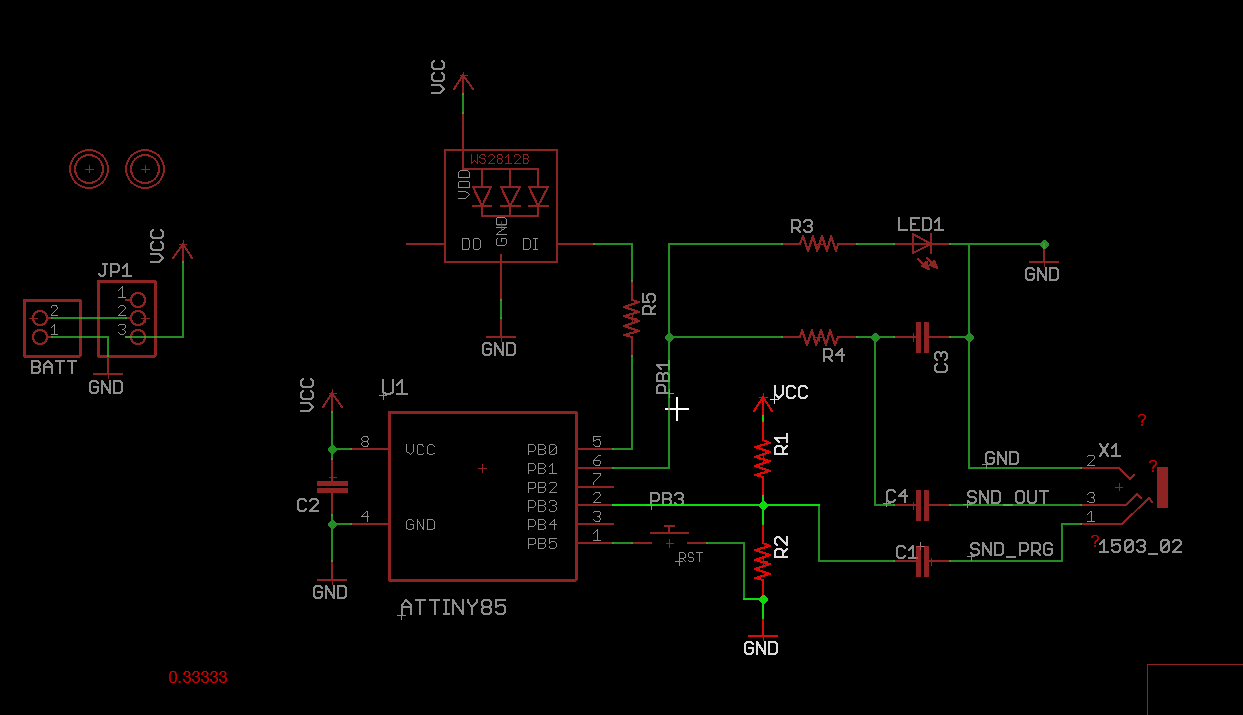 VCC
WS2812B
VDD
GND
DO
DI
GND
VCC
JP1
1
2
3
2
1
BATT
GND
R5
R3
LED1
GND
R4
C3
PB1
VCC
U1
VCC
R1
8
VCC
4
GND
C2
GND
PB0
5
PB1
6
PB2
7
PB3
2
PB4
3
PB5
1
ATTINY85
PB3
RST
R2
GND
?
X1
GND
2
?
C4
SND_OUT
3
C1
SND_PRG
1
?
1503_02
0.33333